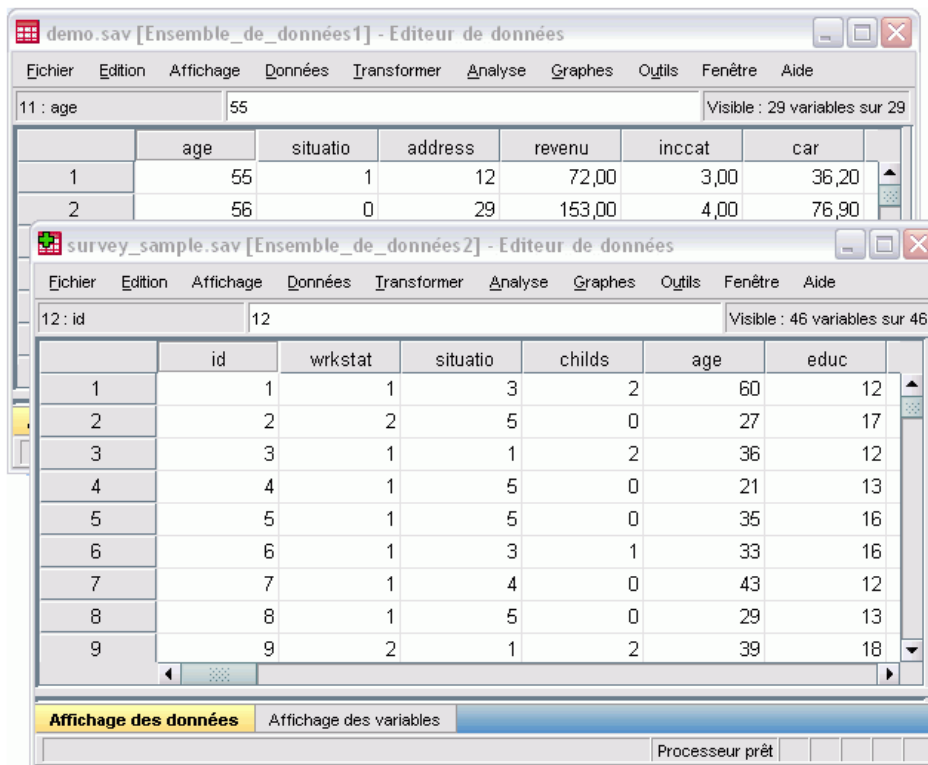 demo.sav [Ensemble_de_données1] - Editeur de données
Fichier Edition Affichage Données Transformer Analyse Graphes Outils Fenêtre Aide
11 : age 55 Visible : 29 variables sur 29
age situatio address revenu inccat car
1 55 1 12 72,00 3,00 36,20
2 56 0 29 153,00 4,00 76,90
survey_sample.sav [Ensemble_de_données2] - Editeur de données
Fichier Edition Affichage Données Transformer Analyse Graphes Outils Fenêtre Aide
12 : id 12 Visible : 46 variables sur 46
id wrkstat situatio childs age educ
1 1 1 3 2 60 12
2 2 2 5 0 27 17
3 3 1 1 2 36 12
4 4 1 5 0 21 13
5 5 1 5 0 35 16
6 6 1 3 1 33 16
7 7 1 4 0 43 12
8 8 1 5 0 29 13
9 9 2 1 2 39 18
Affichage des données Affichage des variables
Processeur prêt